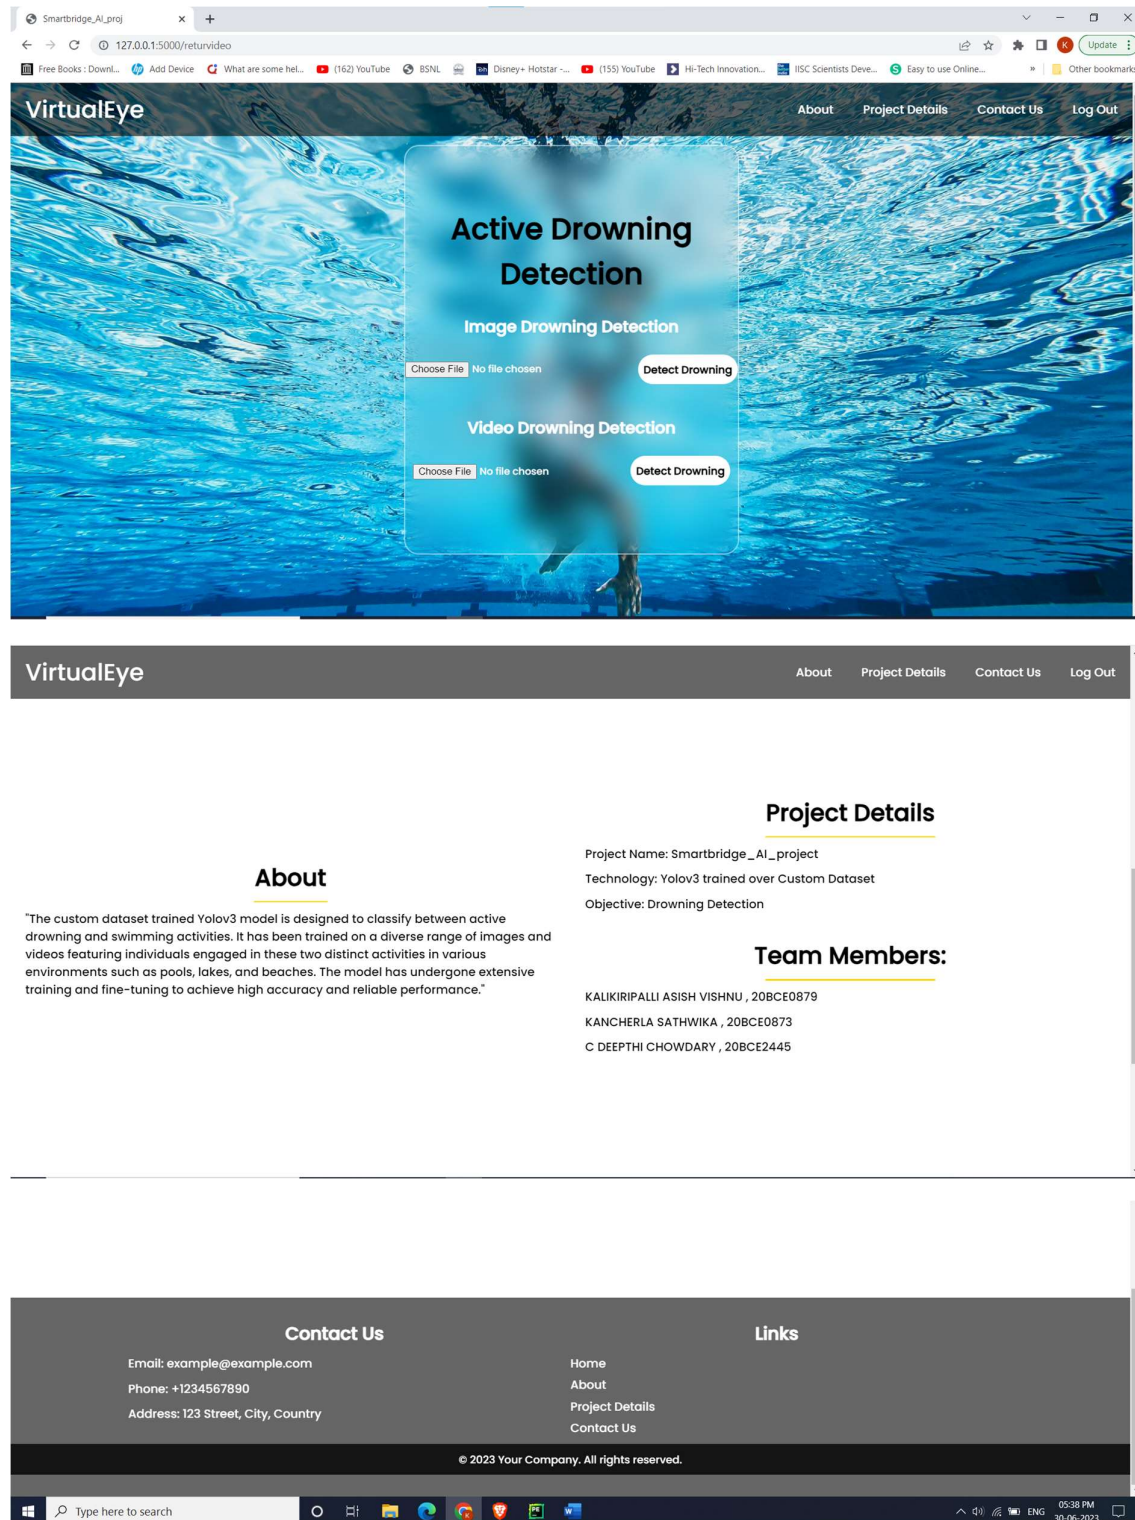 Smartbridge_AI_proj
127.0.0.1:5000/returvideo
Update
Free Books : Downl... Add Device What are some hel... (162) YouTube BSNL Disney+ Hotstar -... (155) YouTube Hi-Tech Innovation... IISC Scientists Deve... Easy to use Online... » Other bookmarks
VirtualEye About Project Details Contact Us Log Out
Active Drowning
Detection
Image Drowning Detection
Choose File No file chosen Detect Drowning
Video Drowning Detection
Choose File No file chosen Detect Drowning
VirtualEye About Project Details Contact Us Log Out
About
"The custom dataset trained Yolov3 model is designed to classify between active
drowning and swimming activities. It has been trained on a diverse range of images and
videos featuring individuals engaged in these two distinct activities in various
environments such as pools, lakes, and beaches. The model has undergone extensive
training and fine-tuning to achieve high accuracy and reliable performance."
Project Details
Project Name: Smartbridge_AI_project
Technology: Yolov3 trained over Custom Dataset
Objective: Drowning Detection
Team Members:
KALIKIRIPALLI ASISH VISHNU , 20BCE0879
KANCHERLA SATHWIKA , 20BCE0873
C DEEPTHI CHOWDARY , 20BCE2445
Contact Us
Email: example@example.com
Phone: +1234567890
Address: 123 Street, City, Country
Links
Home
About
Project Details
Contact Us
© 2023 Your Company. All rights reserved.
Type here to search
ENG
05:38 PM
30-06-2023